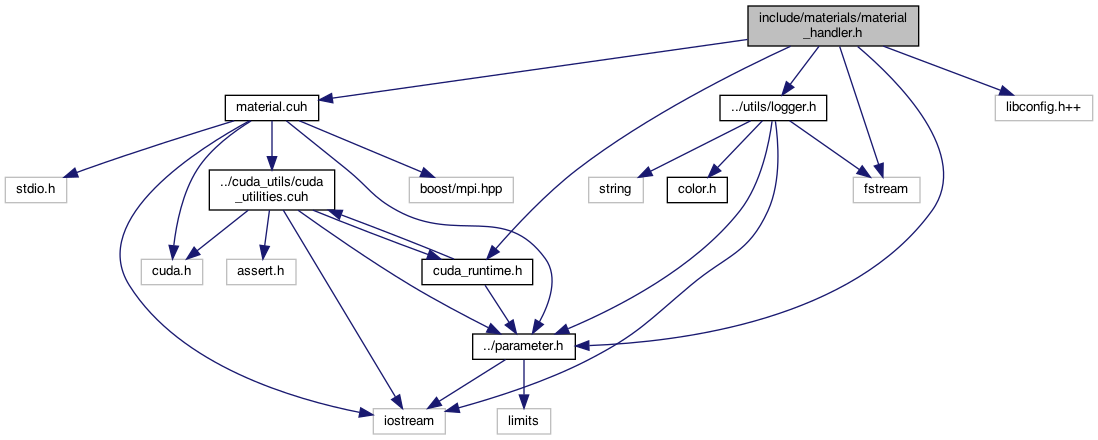 include/materials/material
_handler.h
material.cuh
../utils/logger.h
libconfig.h++
stdio.h
../cuda_utils/cuda
_utilities.cuh
boost/mpi.hpp
string
color.h
fstream
cuda.h
assert.h
cuda_runtime.h
../parameter.h
iostream
limits